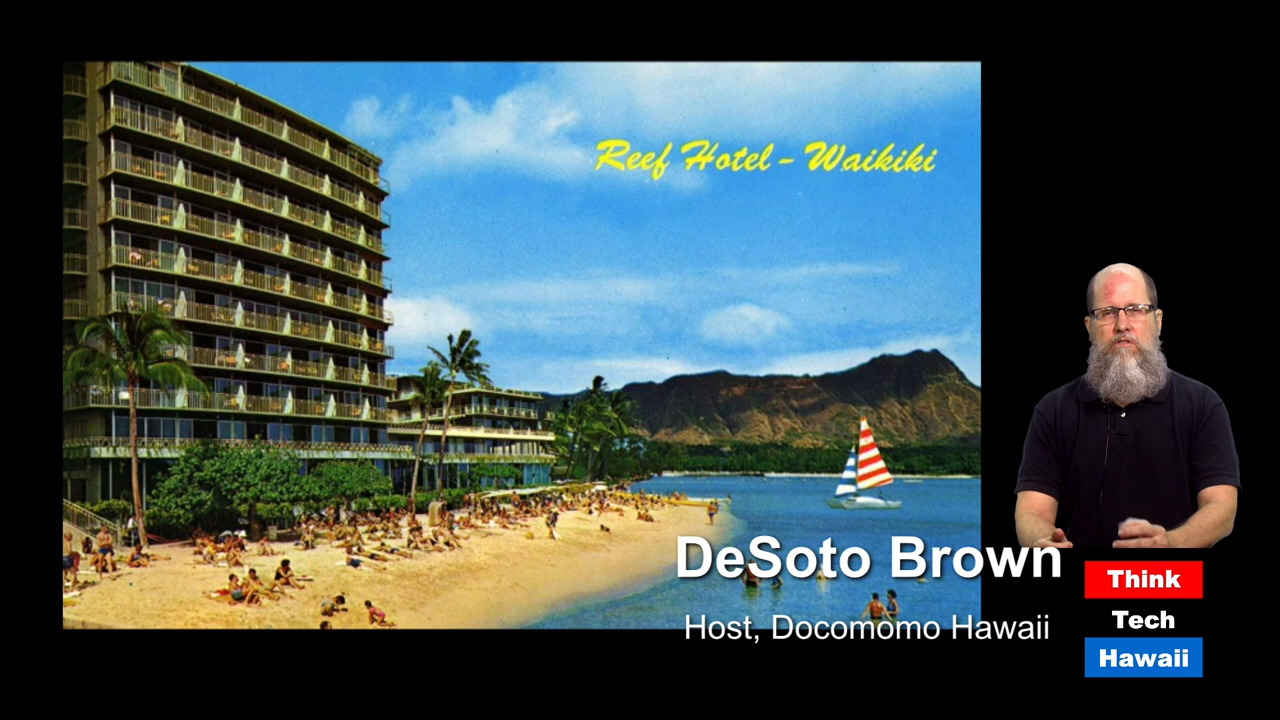 Reef Hotel - Waikiki
DeSoto Brown
Host, Docomomo Hawaii
Think
Tech
Hawaii